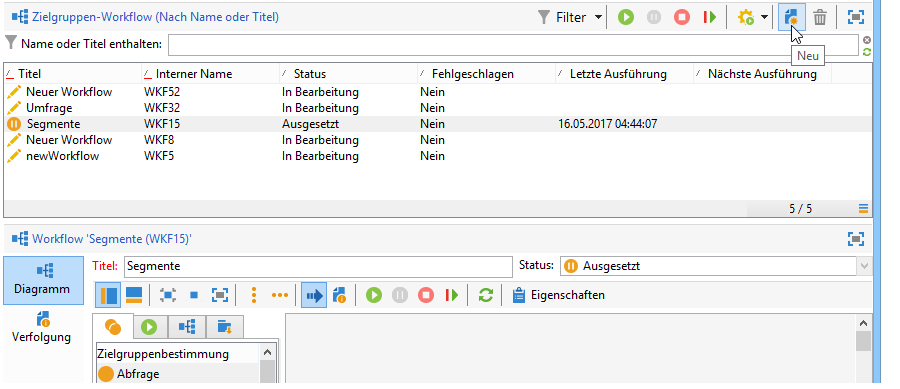 Zielgruppen-Workflow (Nach Name oder Titel) Filter
Name oder Titel enthalten: Neu
Titel Interner Name Status Fehlgeschlagen Letzte Ausführung Nächste Ausführung
Neuer Workflow WKF52 In Bearbeitung Nein
Umfrage WKF32 In Bearbeitung Nein
Segmente WKF15 Ausgesetzt Nein 16.05.2017 04:44:07
Neuer Workflow WKF8 In Bearbeitung Nein
newWorkflow WKF5 In Bearbeitung Nein
5 / 5
Workflow 'Segmente (WKF15)'
Titel: Segmente Status: Ausgesetzt
Diagramm Eigenschaften
Verfolgung
Zielgruppenbestimmung
Abfrage